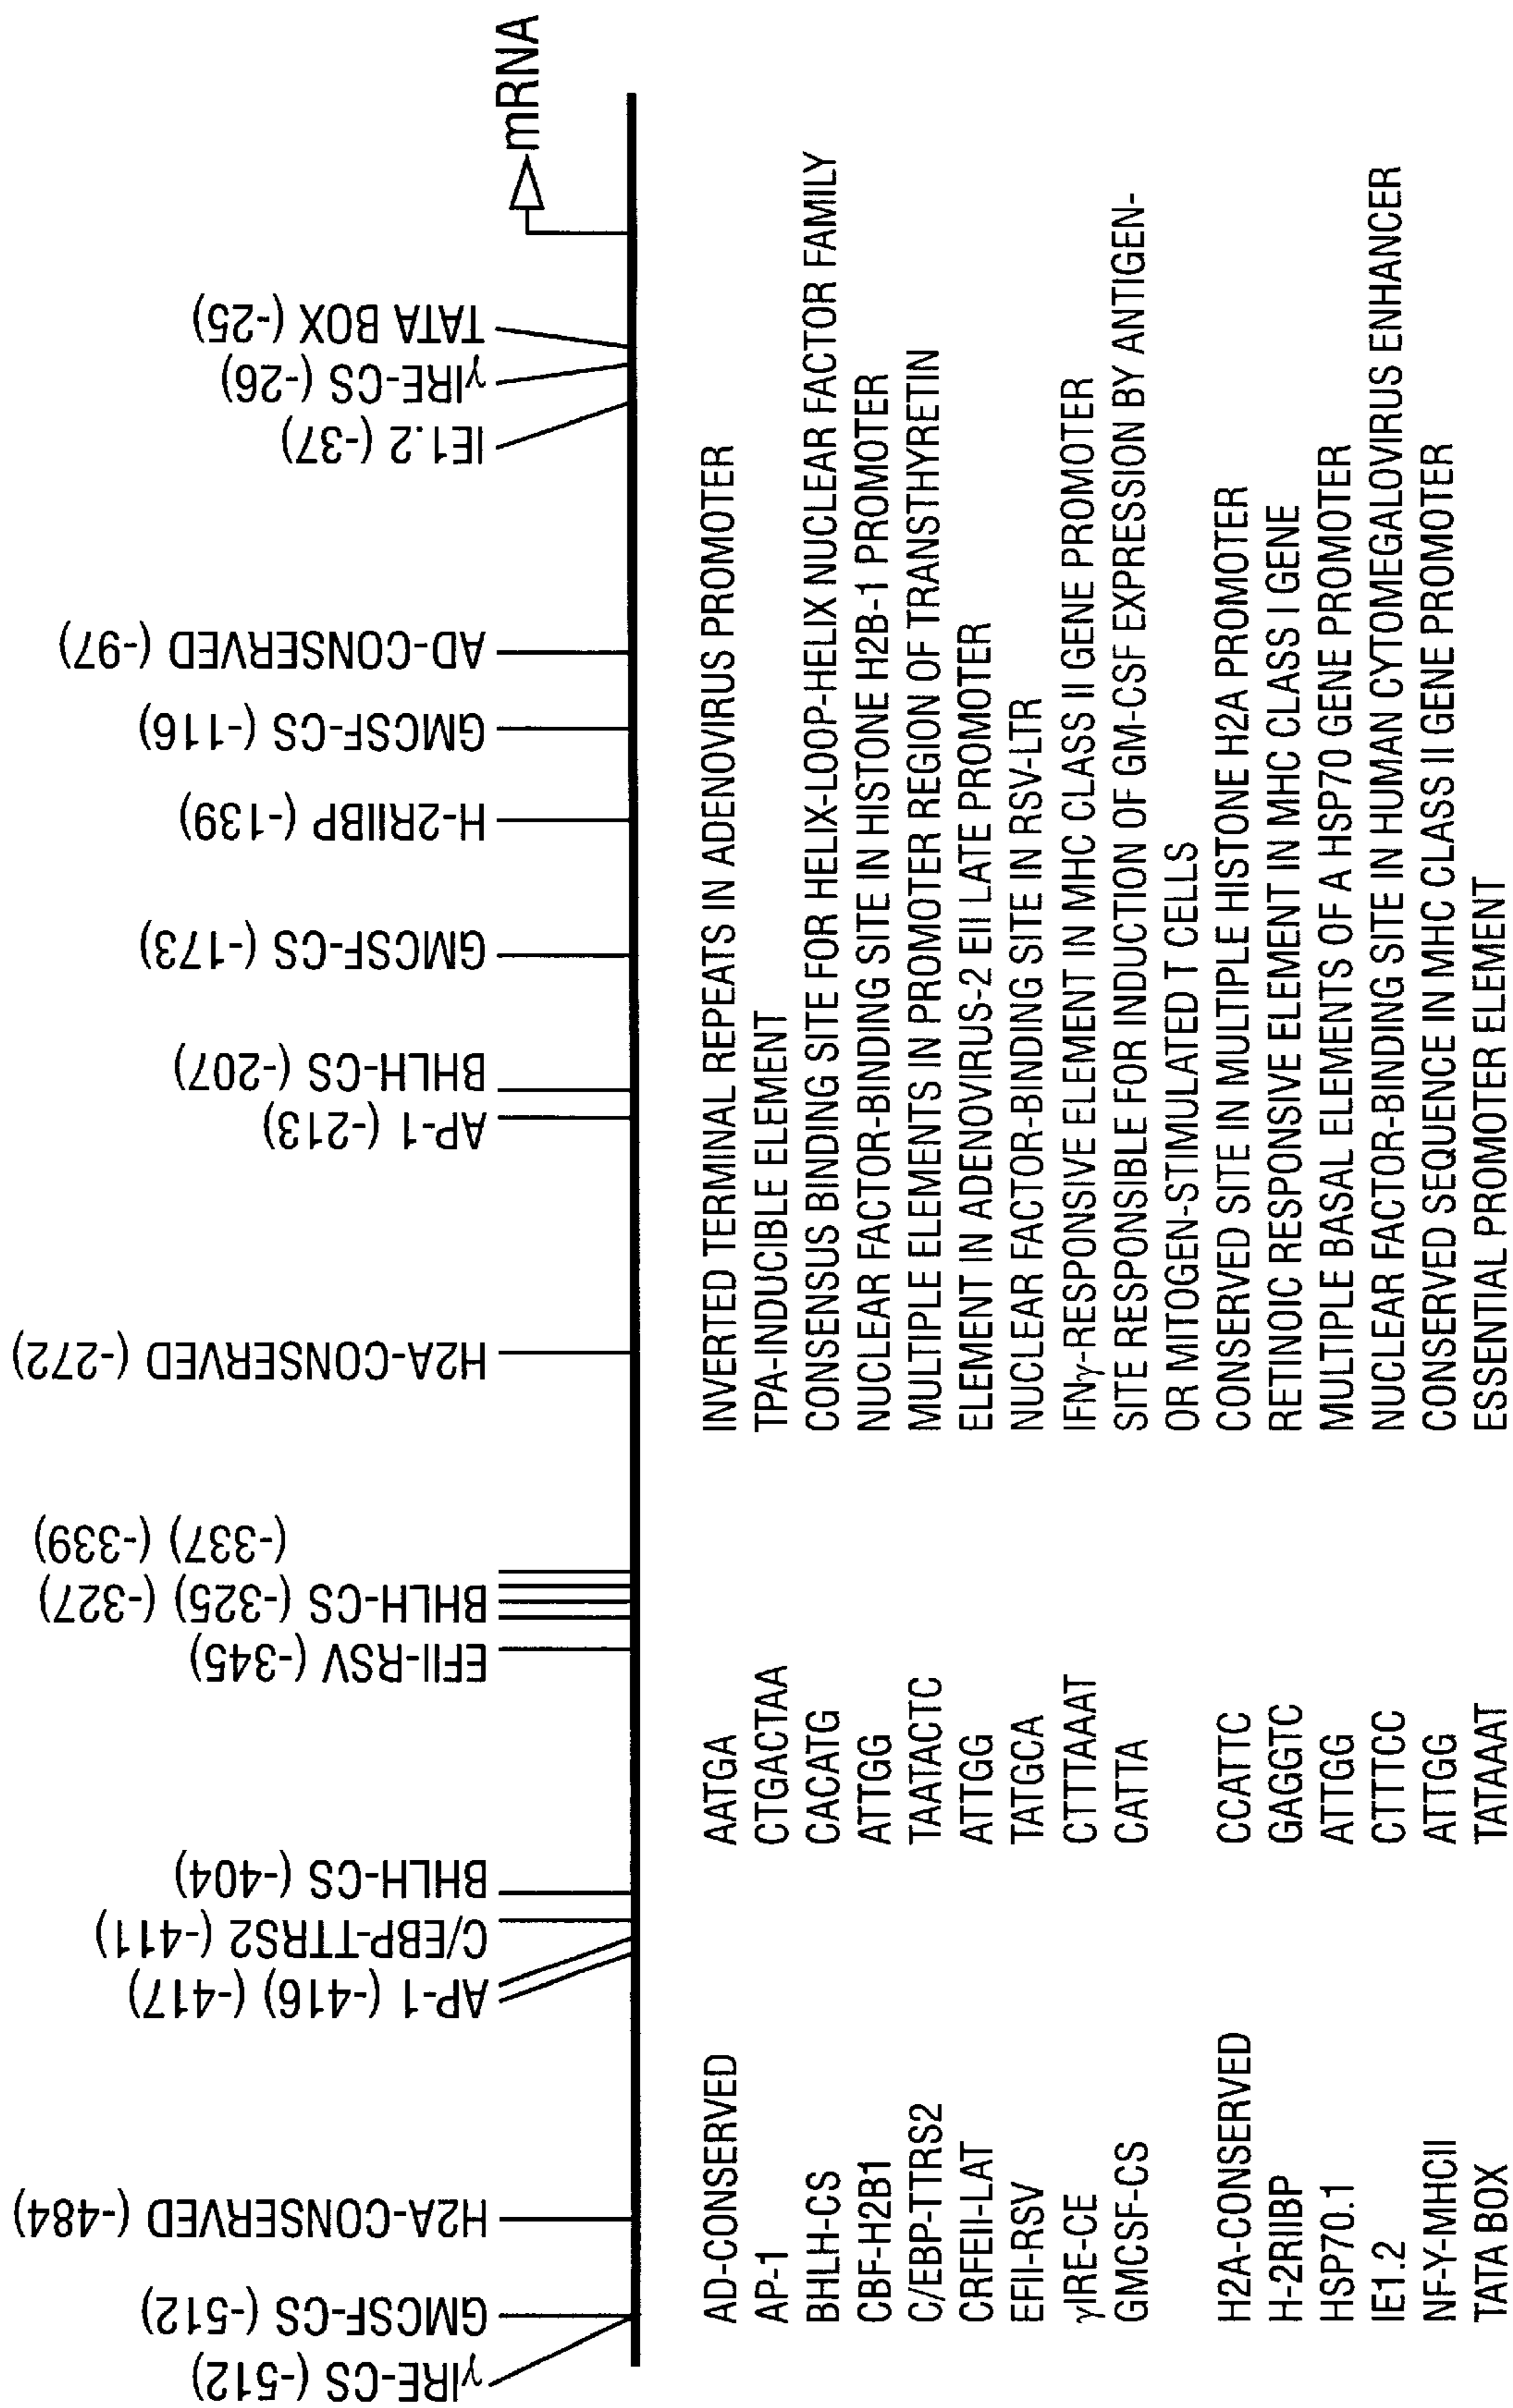 γIRE-CS (-512)
GMCSF-CS (-512)
H2A-CONSERVED (-484)
AP-1 (-416) (-417)
C/EBP-TTRS2 (-411)
BHLH-CS (-404)
EFII-RSV (-345)
BHLH-CS (-325) (-327)
(-337) (-339)
H2A-CONSERVED (-272)
AP-1 (-213)
BHLH-CS (-207)
GMCSF-CS (-173)
H-2RIIBP (-139)
GMCSF-CS (-116)
AD-CONSERVED (-97)
IE1.2 (-37)
γIRE-CS (-26)
TATA BOX (-25)
mRNA
AD-CONSERVED AATGA INVERTED TERMINAL REPEATS IN ADENOVIRUS PROMOTER
AP-1 CTGACTAA TPA-INDUCIBLE ELEMENT
BHLH-CS CACATG CONSENSUS BINDING SITE FOR HELIX-LOOP-HELIX NUCLEAR FACTOR FAMILY
CBF-H2B1 ATTGG NUCLEAR FACTOR-BINDING SITE IN HISTONE H2B-1 PROMOTER
C/EBP-TTRS2 TAATACTC MULTIPLE ELEMENTS IN PROMOTER REGION OF TRANSTHYRETIN
CRFEII-LAT ATTGG ELEMENT IN ADENOVIRUS-2 EII LATE PROMOTER
EFII-RSV TATGCA NUCLEAR FACTOR-BINDING SITE IN RSV-LTR
γIRE-CE CTTTAAAT IFNγ-RESPONSIVE ELEMENT IN MHC CLASS II GENE PROMOTER
GMCSF-CS CATTA SITE RESPONSIBLE FOR INDUCTION OF GM-CSF EXPRESSION BY ANTIGEN-
OR MITOGEN-STIMULATED T CELLS
H2A-CONSERVED CCATTC CONSERVED SITE IN MULTIPLE HISTONE H2A PROMOTER
H-2RIIBP GAGGTC RETINOIC RESPONSIVE ELEMENT IN MHC CLASS I GENE
HSP70.1 ATTGG MULTIPLE BASAL ELEMENTS OF A HSP70 GENE PROMOTER
IE1.2 CTTTCC NUCLEAR FACTOR-BINDING SITE IN HUMAN CYTOMEGALOVIRUS ENHANCER
NF-Y-MHCII ATTGG CONSERVED SEQUENCE IN MHC CLASS II GENE PROMOTER
TATA BOX TATAAAT ESSENTIAL PROMOTER ELEMENT